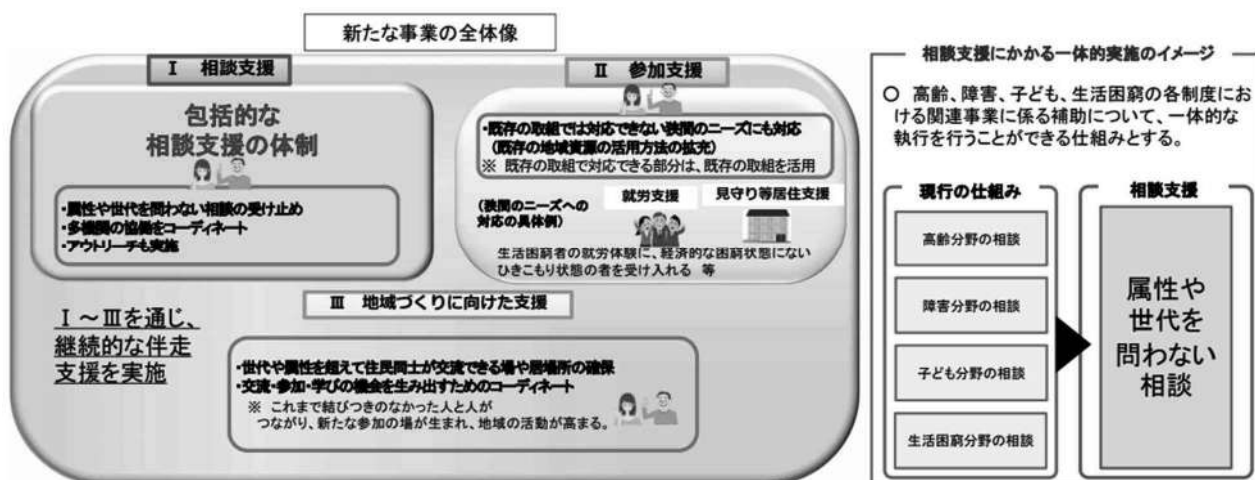 新たな事業の全体像
Ⅰ 相談支援
包括的な
相談支援の体制
・属性や世代を問わない相談の受け止め
・多機関の協働をコーディネート
・アウトリーチも実施
Ⅱ 参加支援
・既存の取組では対応できない狭間のニーズにも対応
(既存の地域資源の活用方法の拡充)
※ 既存の取組で対応できる部分は、既存の取組を活用
(狭間のニーズへの
対応の具体例)
就労支援
見守り等居住支援
生活困窮者の就労体験に、経済的な困窮状態にない
ひきこもり状態の者を受け入れる 等
Ⅲ 地域づくりに向けた支援
Ⅰ～Ⅲを通じ、
継続的な伴走
支援を実施
・世代や属性を超えて住民同士が交流できる場や居場所の確保
・交流・参加・学びの機会を生み出すためのコーディネート
※ これまで結びつきのなかった人と人が
つながり、新たな参加の場が生まれ、地域の活動が高まる。
相談支援にかかる一体的実施のイメージ
○ 高齢、障害、子ども、生活困窮の各制度にお
ける関連事業に係る補助について、一体的な
執行を行うことができる仕組みとする。
現行の仕組み
高齢分野の相談
障害分野の相談
子ども分野の相談
生活困窮分野の相談
相談支援
属性や
世代を
問わない
相談